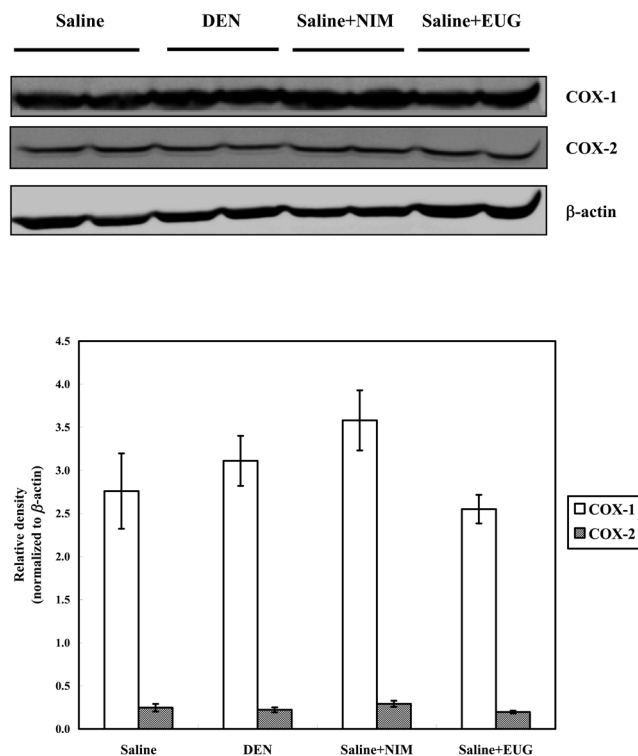 Saline DEN Saline+NIM Saline+EUG
COX-1
COX-2
β-actin
4.5
4.0
3.5
3.0
2.5
2.0
1.5
1.0
0.5
0.0
Relative density
(normalized to β-actin)
COX-1
COX-2
Saline DEN Saline+NIM Saline+EUG